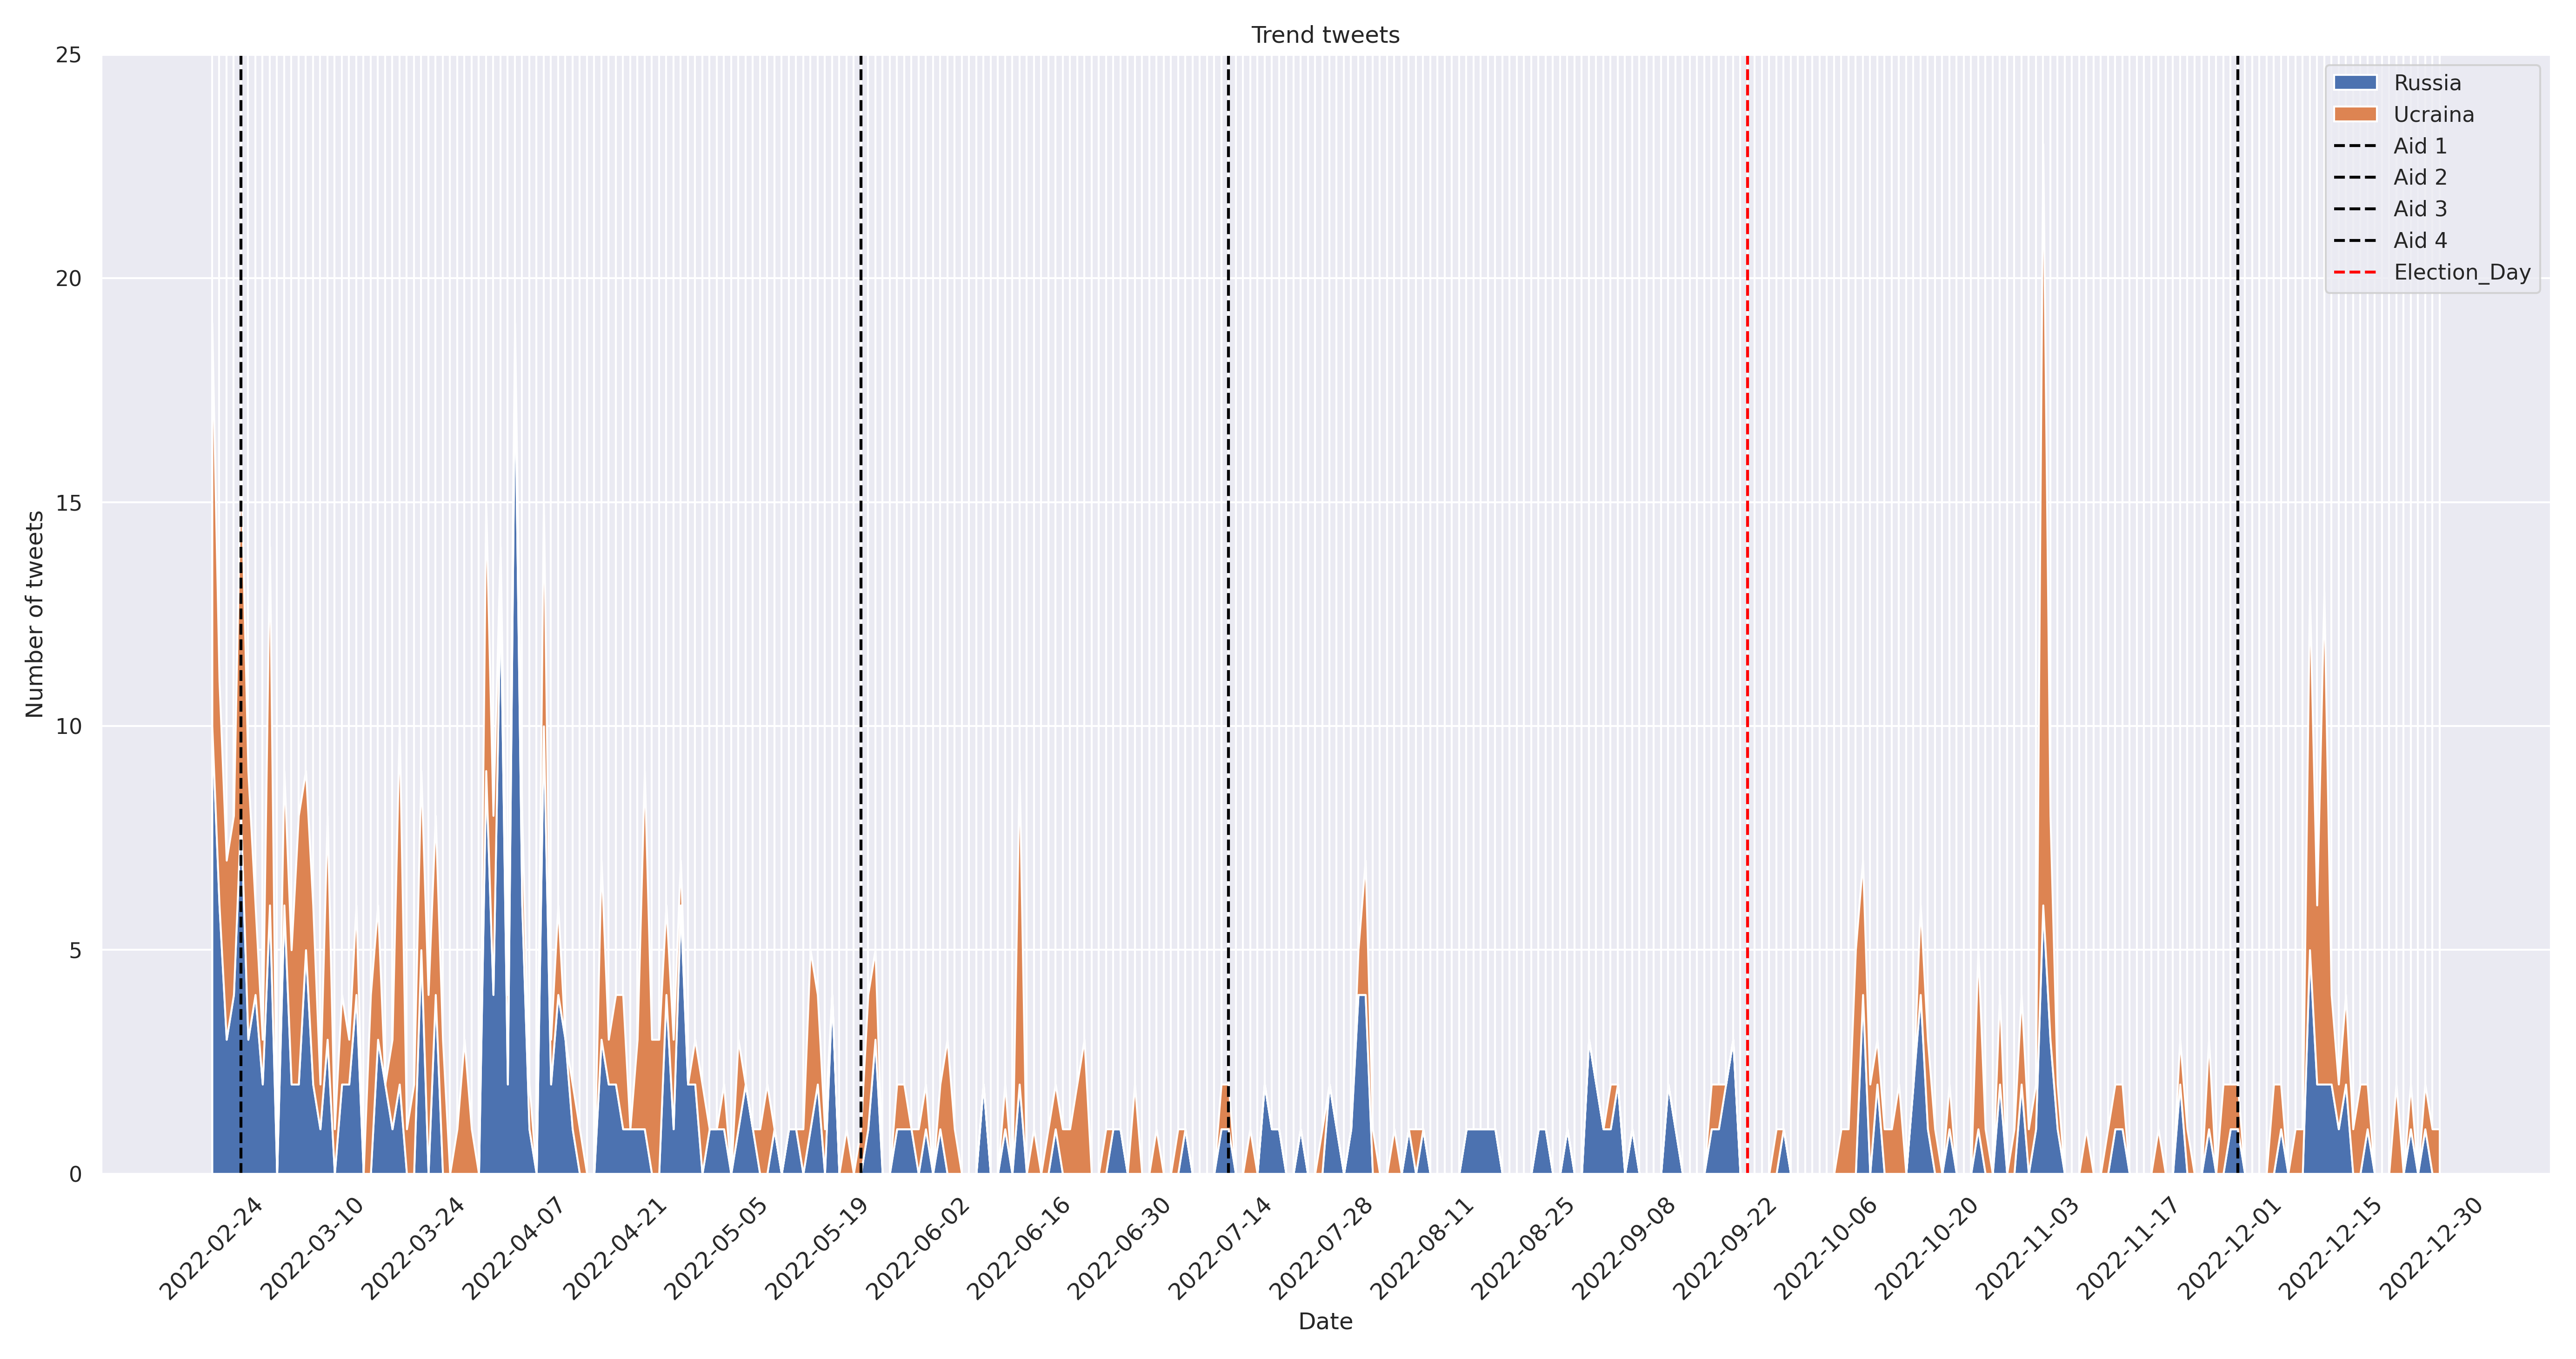 Trend tweets
25
20
15
10
5
0
Number of tweets
Russia
Ucraina
Aid 1
Aid 2
Aid 3
Aid 4
Election_Day
2022-02-24
2022-03-10
2022-03-24
2022-04-07
2022-04-21
2022-05-05
2022-05-19
2022-06-02
2022-06-16
2022-06-30
2022-07-14
2022-07-28
2022-08-11
2022-08-25
2022-09-08
2022-09-22
2022-10-06
2022-10-20
2022-11-03
2022-11-17
2022-12-01
2022-12-15
2022-12-30
Date